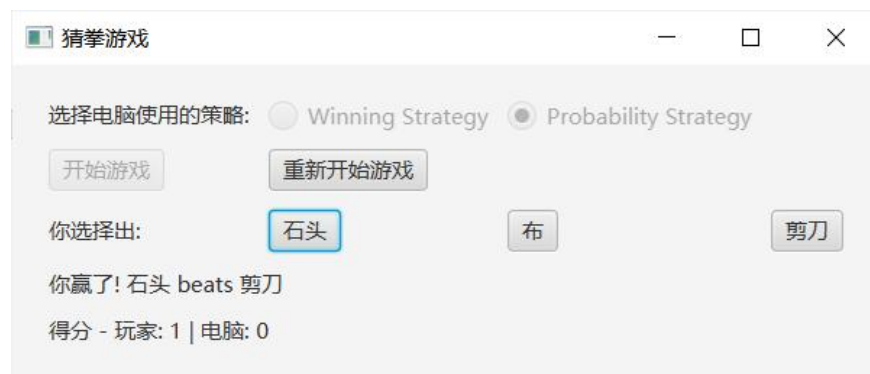 猜拳游戏
选择电脑使用的策略: Winning Strategy Probability Strategy
开始游戏 重新开始游戏
你选择出: 石头 布 剪刀
你赢了! 石头 beats 剪刀
得分 - 玩家: 1 | 电脑: 0